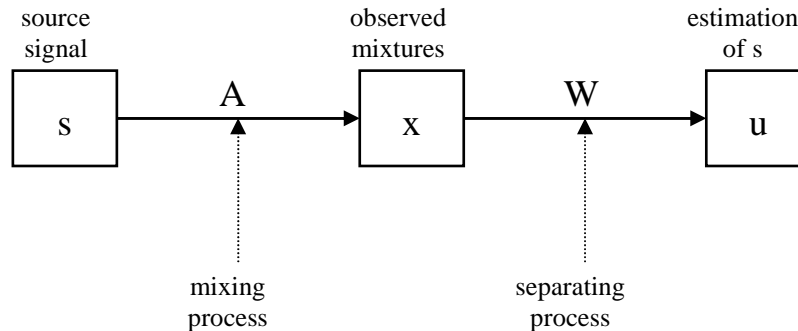 source
signal
observed
mixtures
estimation
of s
s
A
x
W
u
mixing
process
separating
process